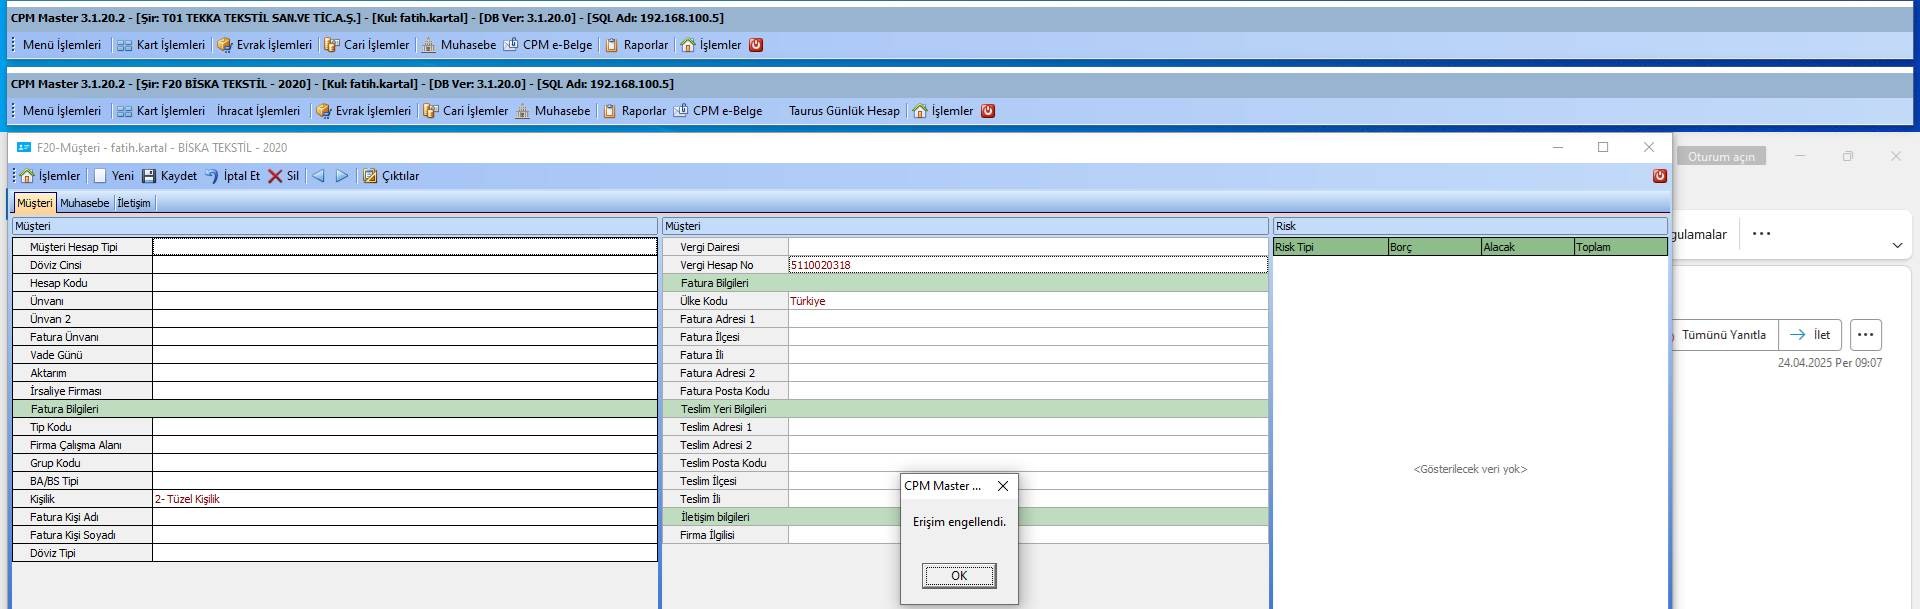 CPM Master 3.1.20.2 - [Şir: T01 TEKKA TEKSTİL SAN.VE TİC.A.Ş.] - [Kul: fatih.kartal] - [DB Ver: 3.1.20.0] - [SQL Adı: 192.168.100.5]
Menü İşlemleri Kart İşlemleri Evrak İşlemleri Cari İşlemler Muhasebe CPM e-Belge Raporlar İşlemler
CPM Master 3.1.20.2 - [Şir: F20 BİSKA TEKSTİL - 2020] - [Kul: fatih.kartal] - [DB Ver: 3.1.20.0] - [SQL Adı: 192.168.100.5]
Menü İşlemleri Kart İşlemleri İhracat İşlemleri Evrak İşlemleri Cari İşlemler Muhasebe Raporlar CPM e-Belge Taurus Günlük Hesap İşlemler
F20-Müşteri - fatih.kartal - BİSKA TEKSTİL - 2020
Oturum açın
İşlemler Yeni Kaydet İptal Et Sil Çıktılar
Müşteri Muhasebe İletişim
Müşteri
Müşteri Hesap Tipi
Döviz Cinsi
Hesap Kodu
Ünvanı
Ünvan 2
Fatura Ünvanı
Vade Günü
Aktarım
İrsaliye Firması
Fatura Bilgileri
Tip Kodu
Firma Çalışma Alanı
Grup Kodu
BA/BS Tipi
Kişilik 2- Tüzel Kişilik
Fatura Kişi Adı
Fatura Kişi Soyadı
Döviz Tipi
Müşteri
Vergi Dairesi
Vergi Hesap No 5110020318
Fatura Bilgileri
Ülke Kodu Türkiye
Fatura Adresi 1
Fatura İlçesi
Fatura İli
Fatura Adresi 2
Fatura Posta Kodu
Teslim Yeri Bilgileri
Teslim Adresi 1
Teslim Adresi 2
Teslim Posta Kodu
Teslim İlçesi
Teslim İli
İletişim bilgileri
Firma İlgilisi
CPM Master ...
Erişim engellendi.
OK
Risk
Risk Tipi Borç Alacak Toplam
<Gösterilecek veri yok>
gulamalar
Tümünü Yanıtla İlet
24.04.2025 Per 09:07